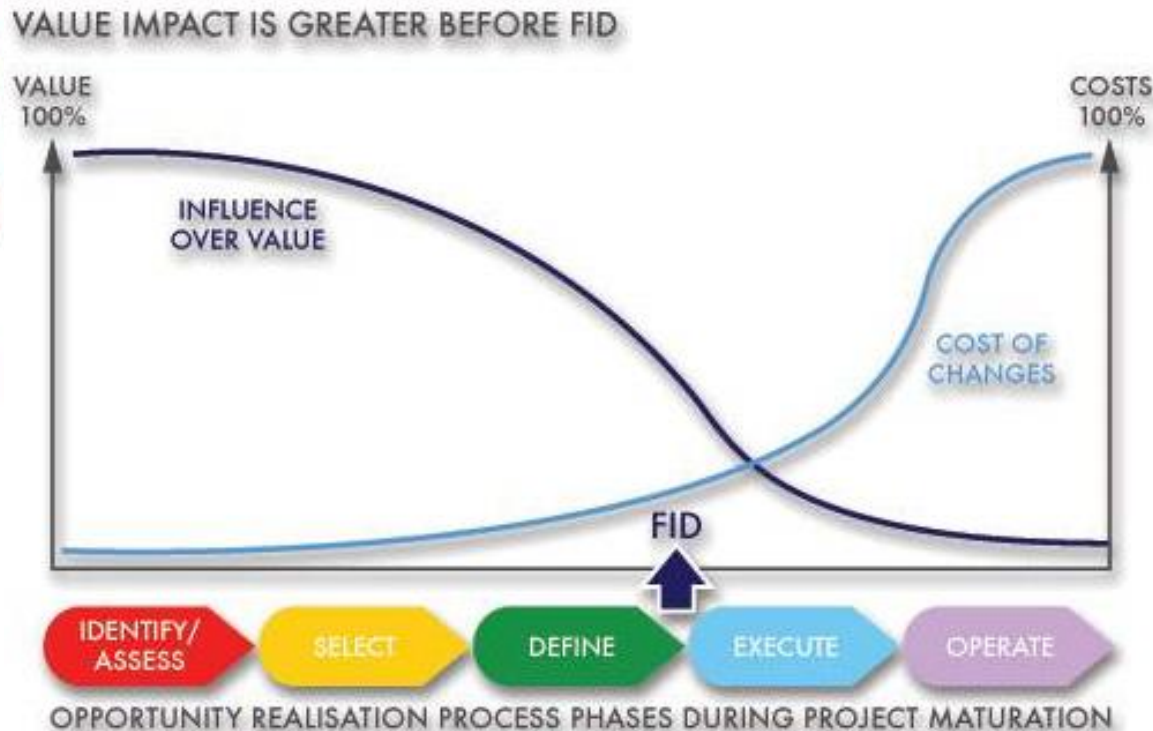 VALUE IMPACT IS GREATER BEFORE FID
VALUE
100%
COSTS
100%
INFLUENCE
OVER VALUE
COST OF
CHANGES
FID
IDENTIFY/
ASSESS
SELECT
DEFINE
EXECUTE
OPERATE
OPPORTUNITY REALISATION PROCESS PHASES DURING PROJECT MATURATION